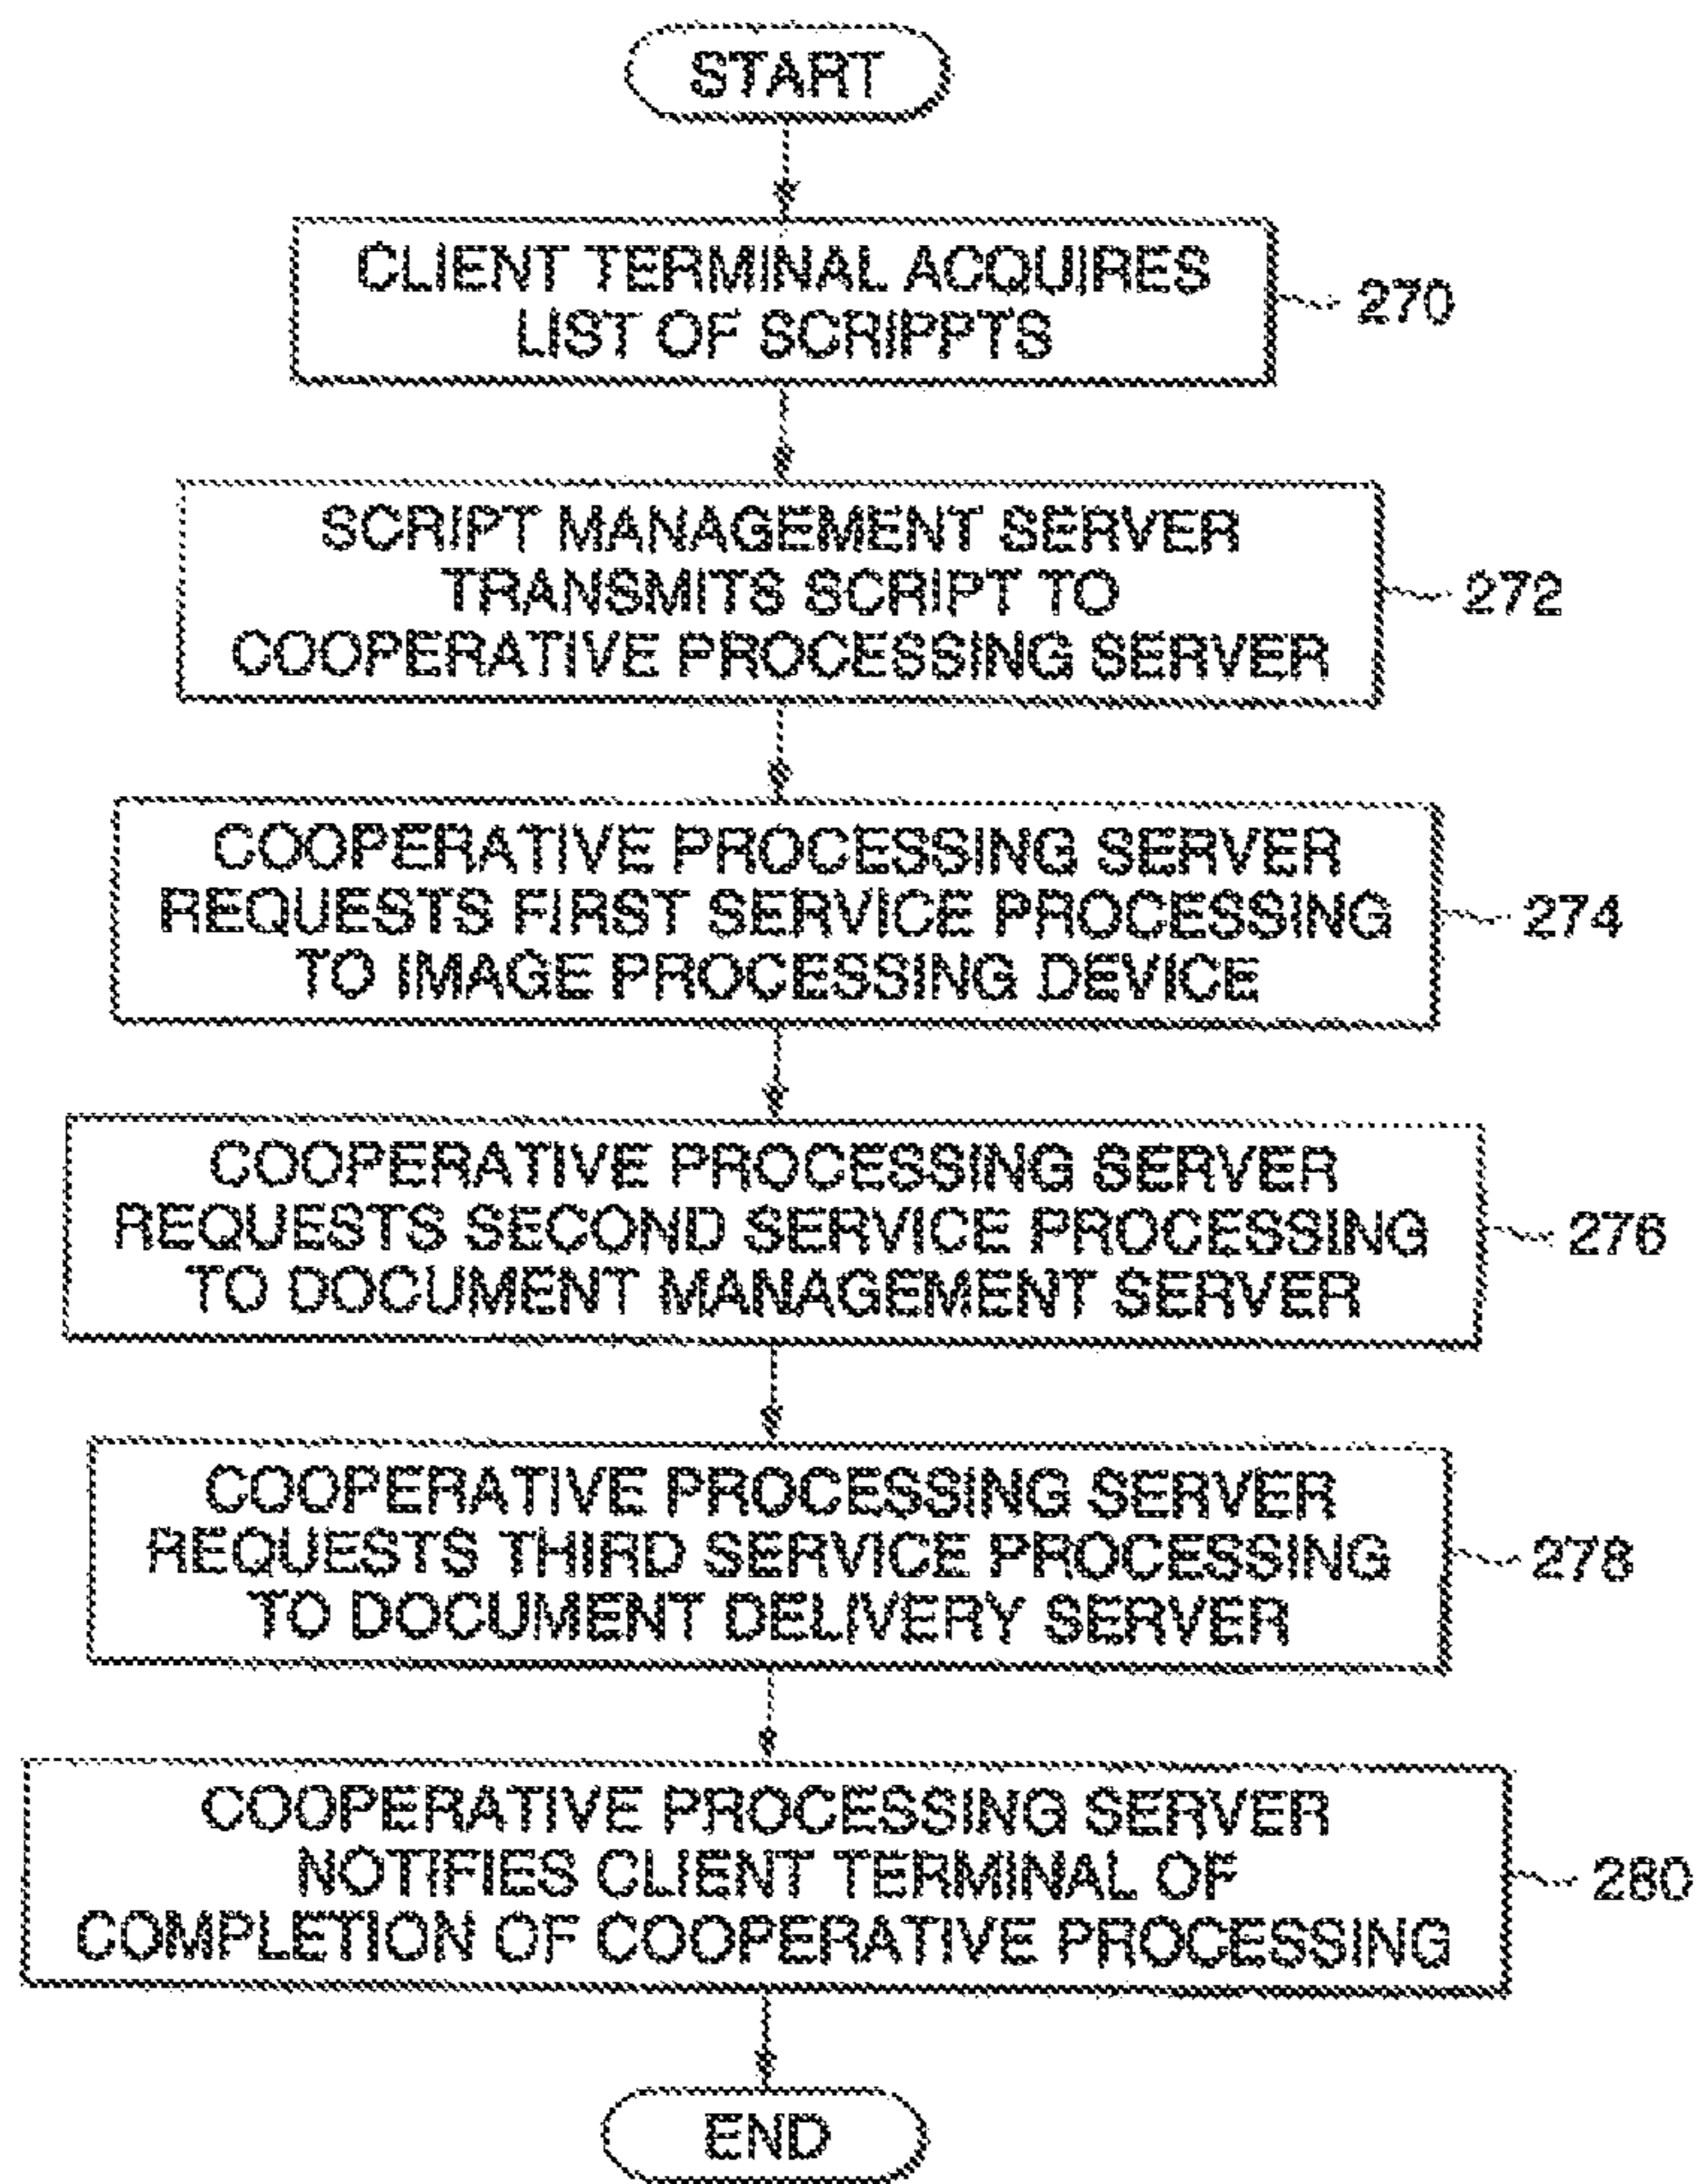 START
CLIENT TERMINAL ACQUIRES
LIST OF SCRIPPTS
270
SCRIPT MANAGEMENT SERVER
TRANSMITS SCRIPT TO
COOPERATIVE PROCESSING SERVER
272
COOPERATIVE PROCESSING SERVER
REQUESTS FIRST SERVICE PROCESSING
TO IMAGE PROCESSING DEVICE
274
COOPERATIVE PROCESSING SERVER
REQUESTS SECOND SERVICE PROCESSING
TO DOCUMENT MANAGEMENT SERVER
276
COOPERATIVE PROCESSING SERVER
REQUESTS THIRD SERVICE PROCESSING
TO DOCUMENT DELIVERY SERVER
278
COOPERATIVE PROCESSING SERVER
NOTIFIES CLIENT TERMINAL OF
COMPLETION OF COOPERATIVE PROCESSING
280
END